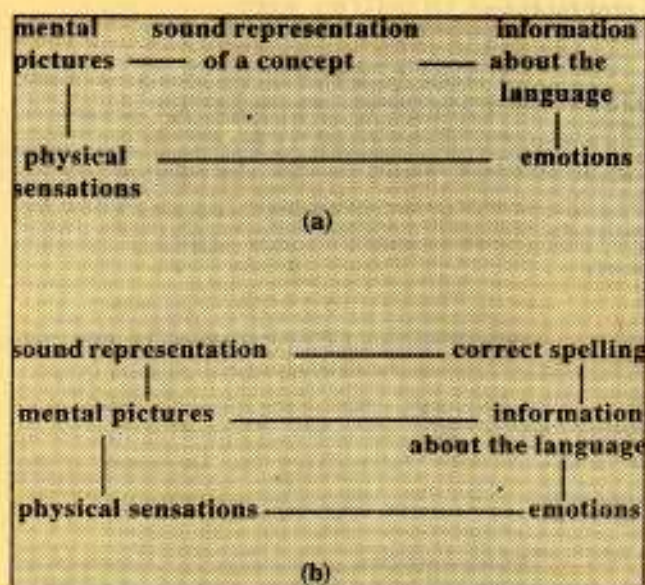 mental sound representation information
pictures of a concept about the
language
physical emotions
sensations
(a)
sound representation correct spelling
mental pictures information
about the language
physical sensations emotions
(b)